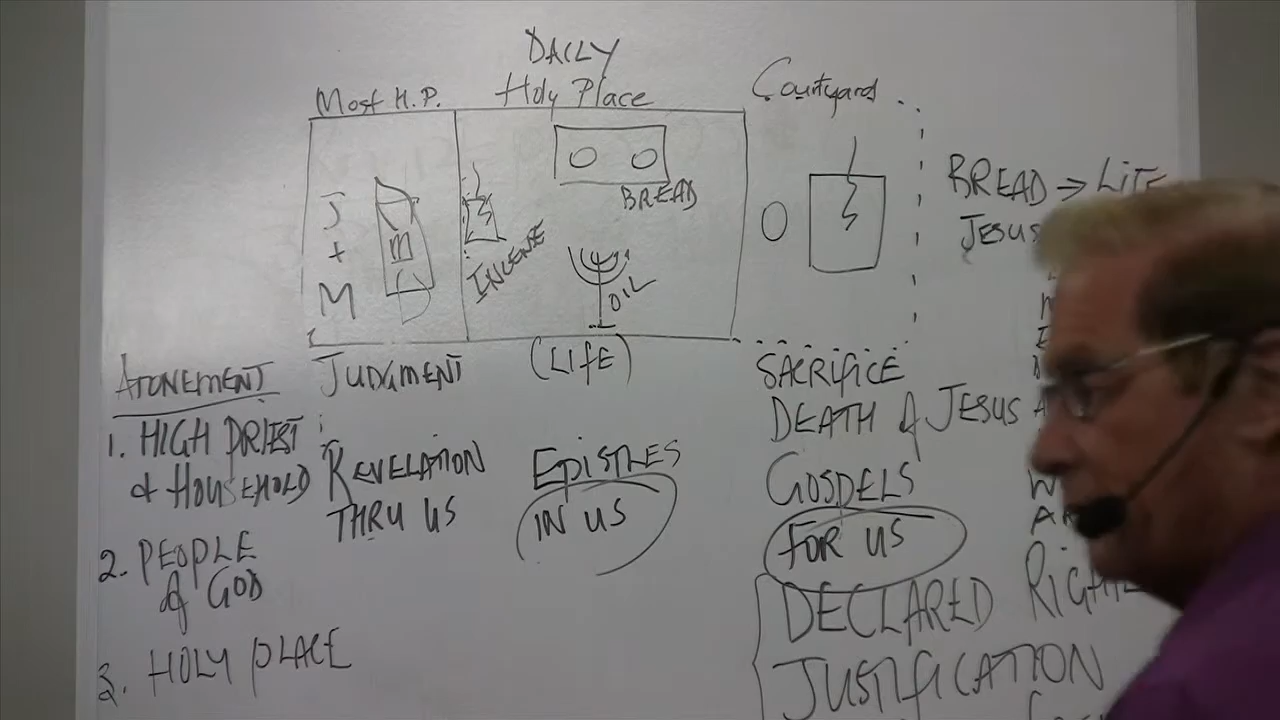 DAILY
Most H.P.
Holy Place
Courtyard
BREAD
INCENSE
OIL
J
+
M
BREAD => LIFE
JESUS
ATONEMENT
JUDGMENT
(LIFE)
SACRIFICE
DEATH of JESUS
1. HIGH PRIEST
& HOUSEHOLD
REVELATION
THRU US
EPISTLES
IN US
GOSPELS
FOR US
2. PEOPLE
of GOD
3. HOLY PLACE
DECLARED
JUSTIFICATION